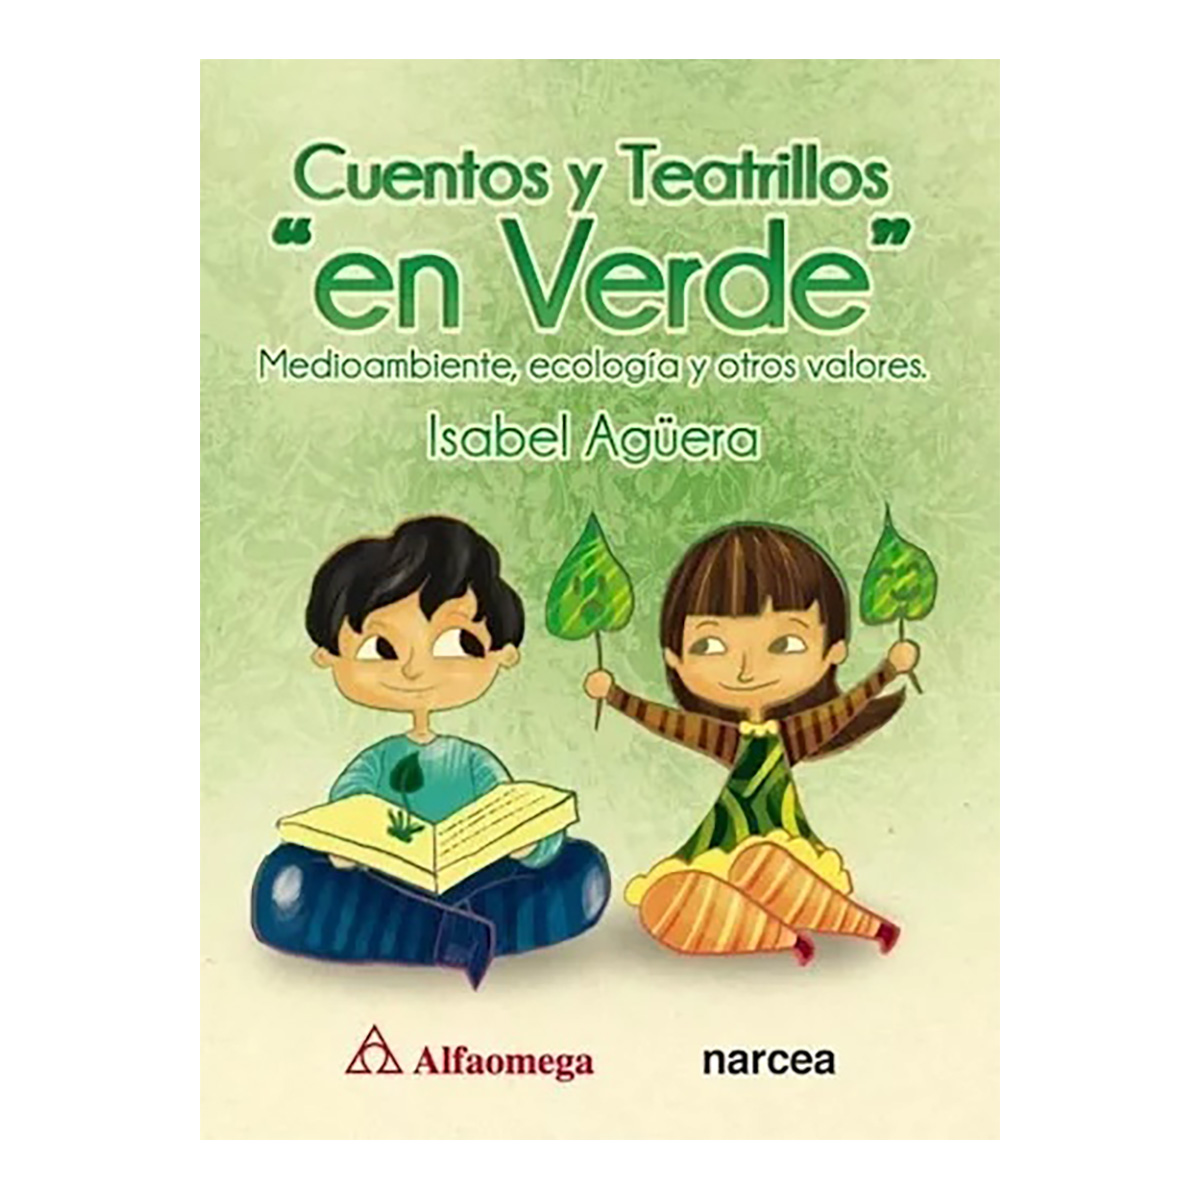 Cuentos y Teatrillos
“en Verde”
Medioambiente, ecología y otros valores.
Isabel Agüera
Alfaomega
narcea